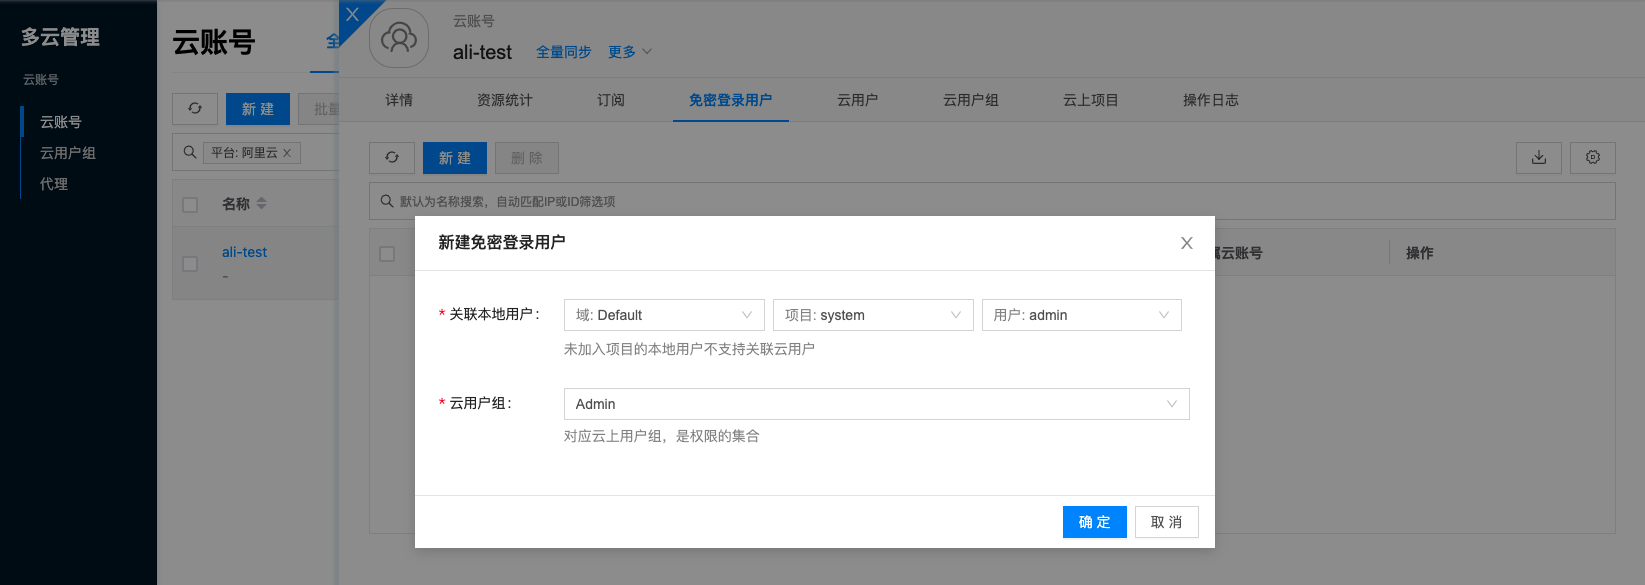 多云管理
云账号
云账号
云用户组
代理
云账号
全
新 建
批量
平台: 阿里云
名称
ali-test
-
云账号
ali-test 全量同步 更多
详情 资源统计 订阅 免密登录用户 云用户 云用户组 云上项目 操作日志
新 建 删 除
默认为名称搜索，自动匹配IP或ID筛选项
属云账号 操作
新建免密登录用户
* 关联本地用户： 域: Default 项目: system 用户: admin
未加入项目的本地用户不支持关联云用户
* 云用户组： Admin
对应云上用户组，是权限的集合
确 定 取 消